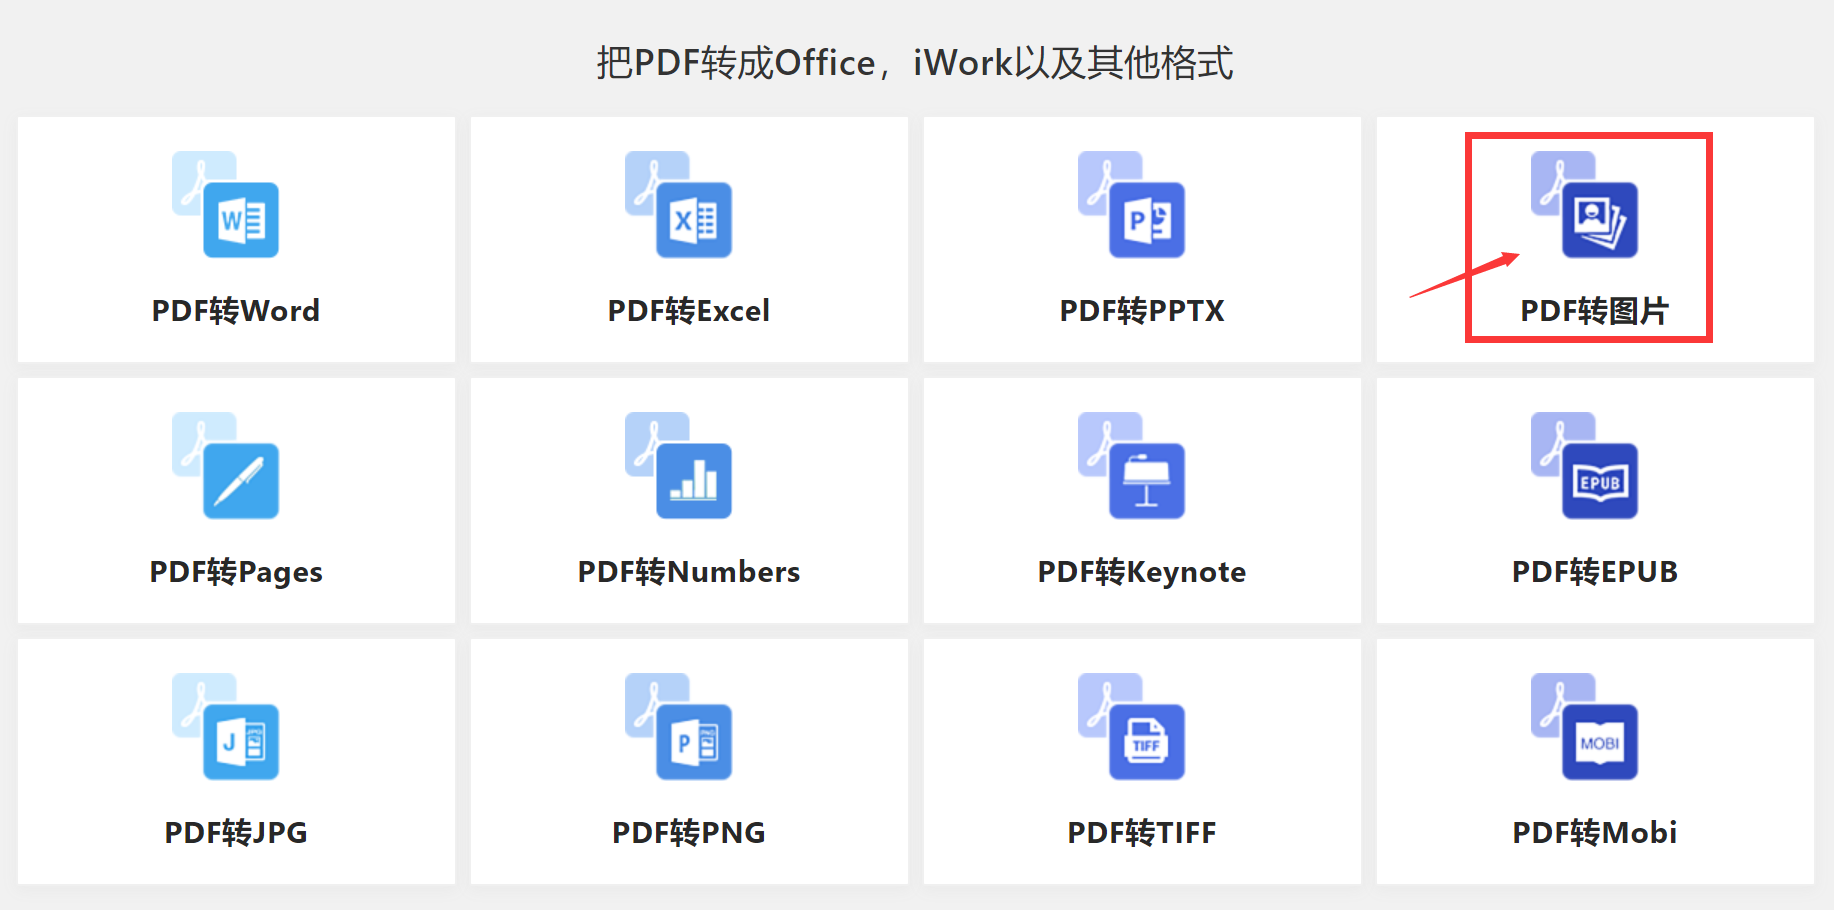 把PDF转成Office，iWork以及其他格式
W
X
P
PDF转Word
PDF转Excel
PDF转PPTX
PDF转图片
EPUB
PDF转Pages
PDF转Numbers
PDF转Keynote
PDF转EPUB
J JPG
P PNG
TIFF
MOBI
PDF转JPG
PDF转PNG
PDF转TIFF
PDF转Mobi